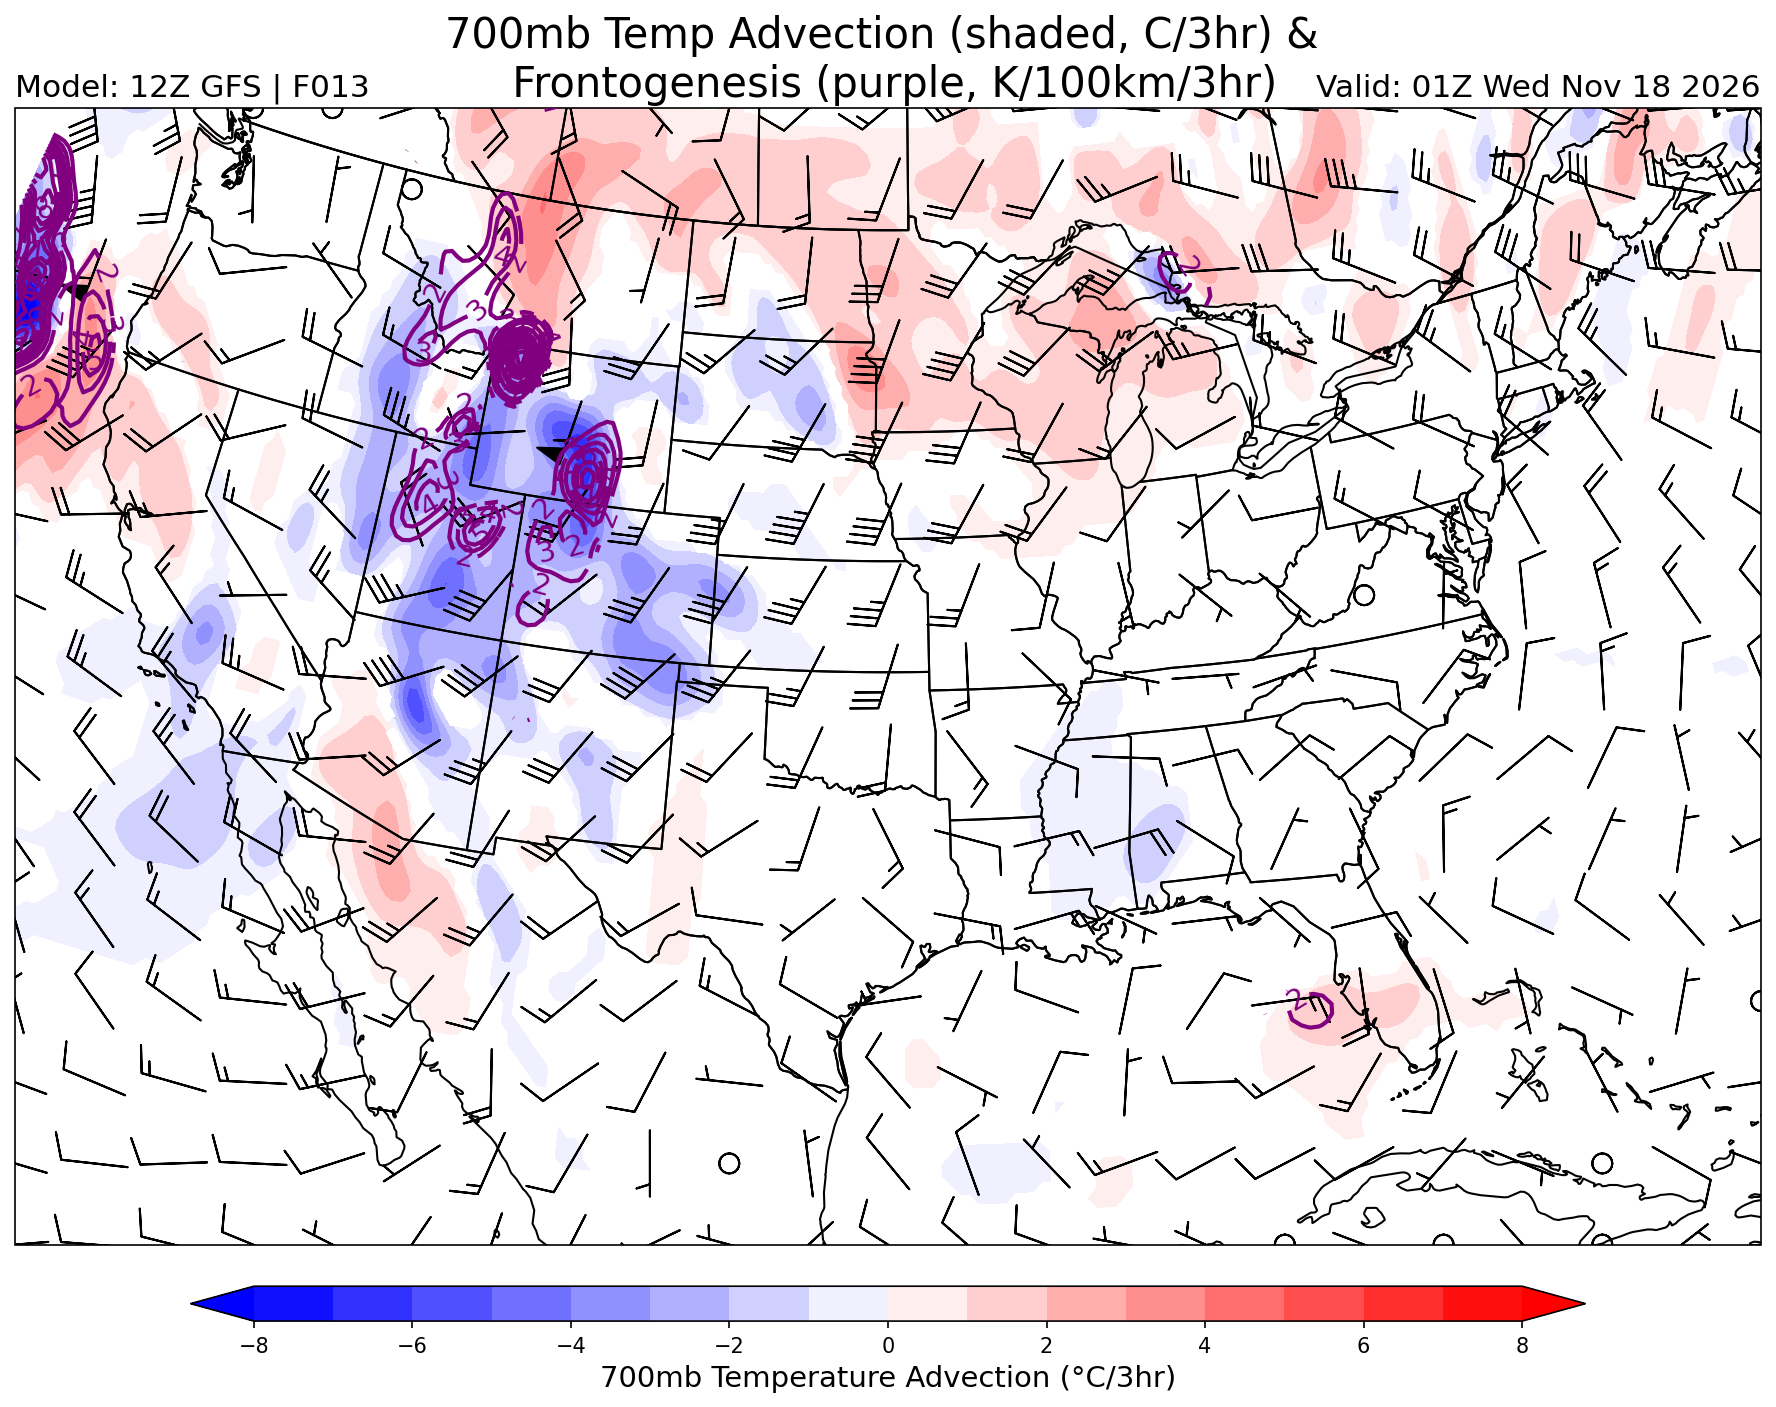 700mb Temp Advection (shaded, C/3hr) &
Frontogenesis (purple, K/100km/3hr)
Model: 12Z GFS | F013
Valid: 01Z Wed Nov 18 2026
−8 −6 −4 −2 0 2 4 6 8
700mb Temperature Advection (°C/3hr)